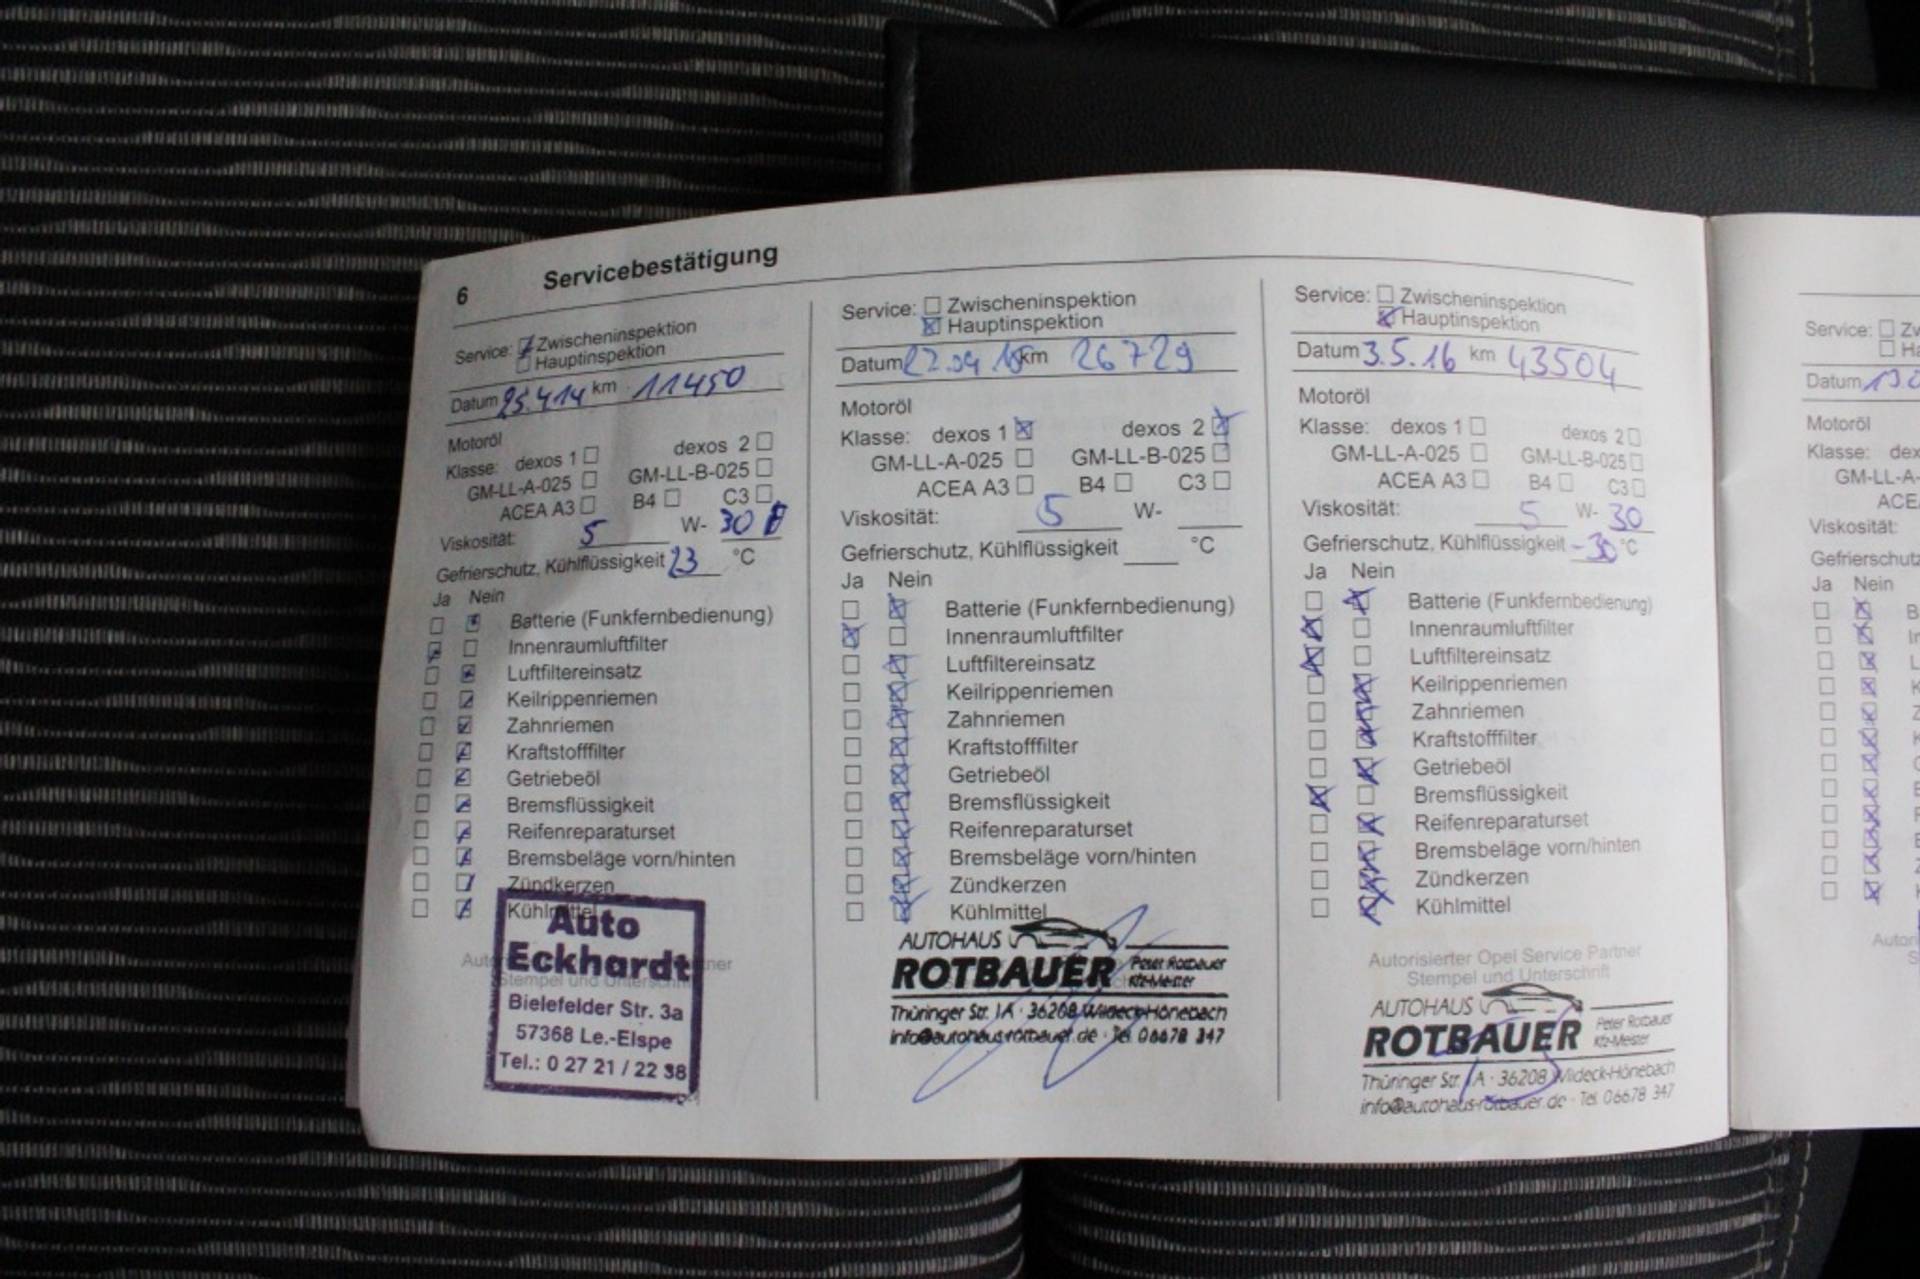 6 Servicebestätigung
Service: Zwischeninspektion
Hauptinspektion
Datum 25.4.14 km 11450
Motoröl
Klasse: dexos 1 dexos 2
GM-LL-A-025 GM-LL-B-025
ACEA A3 B4 C3
Viskosität: 5 W- 30
Gefrierschutz, Kühlflüssigkeit 23 °C
Ja Nein
Batterie (Funkfernbedienung)
Innenraumluftfilter
Luftfiltereinsatz
Keilrippenriemen
Zahnriemen
Kraftstofffilter
Getriebeöl
Bremsflüssigkeit
Reifenreparaturset
Bremsbeläge vorn/hinten
Zündkerzen
Kühlmittel
Stempel und Unterschrift
Auto
Eckhardt
Bielefelder Str. 3a
57368 Le.-Elspe
Tel.: 0 27 21 / 22 38
Service: Zwischeninspektion
Hauptinspektion
Datum 22.04 15 km 26729
Motoröl
Klasse: dexos 1 dexos 2
GM-LL-A-025 GM-LL-B-025
ACEA A3 B4 C3
Viskosität: 5 W-
Gefrierschutz, Kühlflüssigkeit °C
Ja Nein
Batterie (Funkfernbedienung)
Innenraumluftfilter
Luftfiltereinsatz
Keilrippenriemen
Zahnriemen
Kraftstofffilter
Getriebeöl
Bremsflüssigkeit
Reifenreparaturset
Bremsbeläge vorn/hinten
Zündkerzen
Kühlmittel
AUTOHAUS
ROTBAUER Peter Rotbauer
Kfz-Meister
Thüringer Str. 1A · 36208 Wildeck-Hönebach
info@autohaus-rotbauer.de · Tel. 06678 347
Service: Zwischeninspektion
Hauptinspektion
Datum 3.5.16 km 43504
Motoröl
Klasse: dexos 1 dexos 2
GM-LL-A-025 GM-LL-B-025
ACEA A3 B4 C3
Viskosität: 5 W- 30
Gefrierschutz, Kühlflüssigkeit -30 °C
Ja Nein
Batterie (Funkfernbedienung)
Innenraumluftfilter
Luftfiltereinsatz
Keilrippenriemen
Zahnriemen
Kraftstofffilter
Getriebeöl
Bremsflüssigkeit
Reifenreparaturset
Bremsbeläge vorn/hinten
Zündkerzen
Kühlmittel
Autorisierter Opel Service Partner
Stempel und Unterschrift
AUTOHAUS
ROTBAUER Peter Rotbauer
Kfz-Meister
Thüringer Str. 1A · 36208 Wildeck-Hönebach
info@autohaus-rotbauer.de · Tel. 06678 347
Service: Zw
Ha
Datum 13.
Motoröl
Klasse: dex
GM-LL-A-
ACE
Viskosität:
Gefrierschutz
Ja Nein